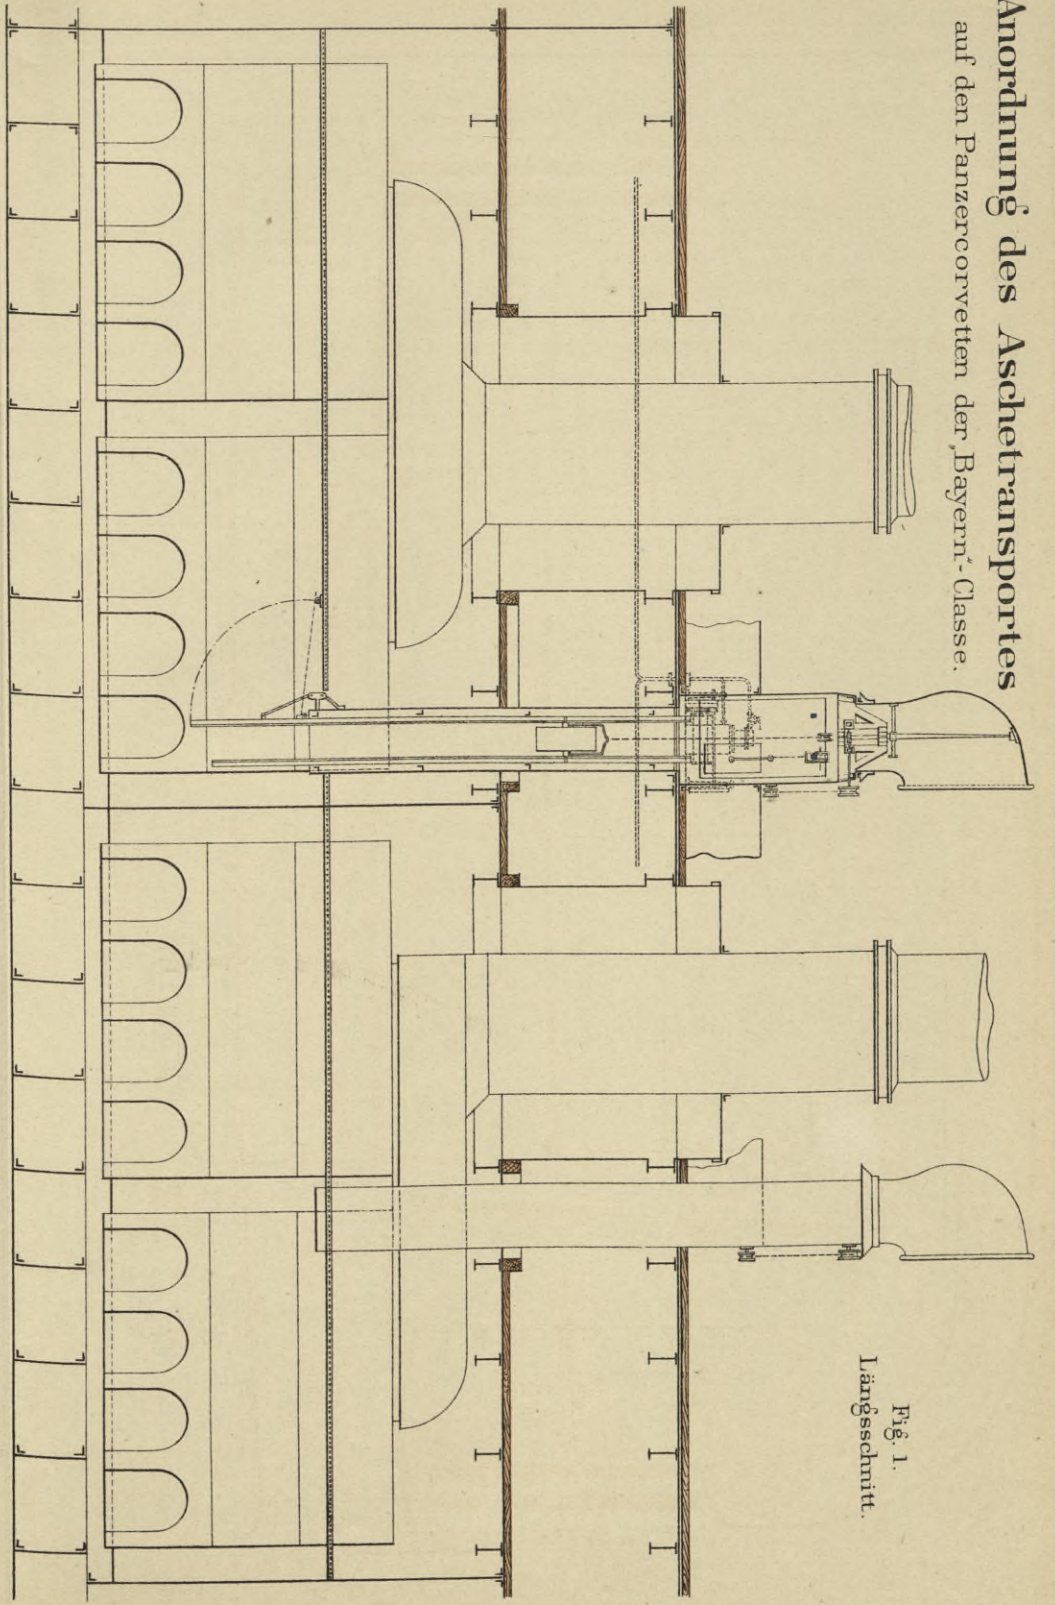 Anordnung des Aschetransportes
auf den Panzercorvetten der „Bayern“-Classe.
Fig. 1.
Längsschnitt.